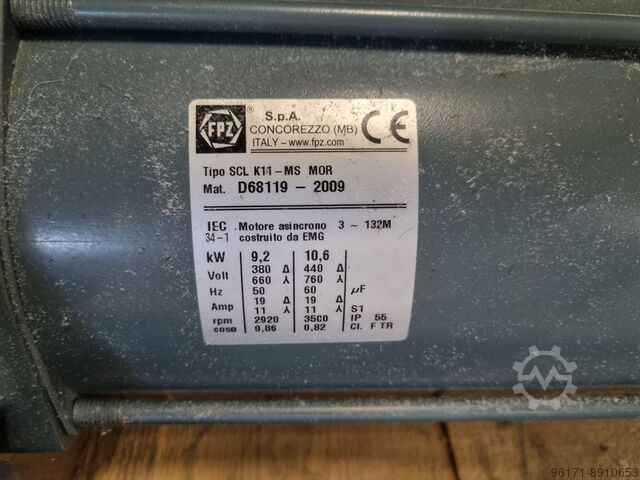 FPZ ® S.p.A.
CONCOREZZO (MB) CE
ITALY – www.fpz.com
Tipo SCL K11-MS MOR
Mat. D68119 – 2009
IEC Motore asincrono 3 ~ 132M
34-1 costruito da EMG
kW 9,2 10,6
Volt 380 Δ 440 Δ
660 ⅄ 760 ⅄
Hz 50 60 µF
Amp 19 Δ 19 Δ
11 ⅄ 11 ⅄ S1
rpm 2920 3500 IP 55
cosφ 0,86 0,82 Cl. F TR
96171-8910653